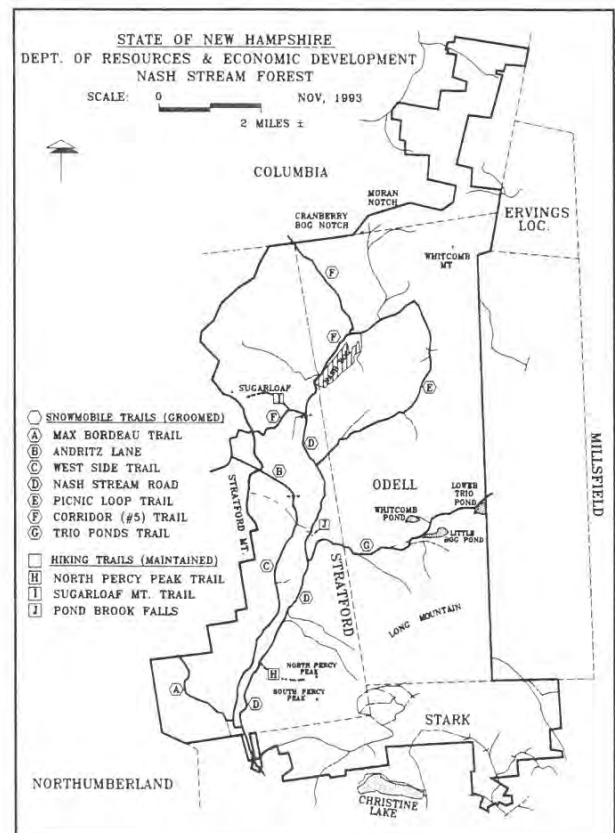 STATE OF NEW HAMPSHIRE
DEPT. OF RESOURCES & ECONOMIC DEVELOPMENT
NASH STREAM FOREST
SCALE: 0 NOV, 1993
2 MILES ±
COLUMBIA
MORAN
NOTCH
CRANBERRY
BOG NOTCH
ERVINGS
LOC.
WHITCOMB
MT
F
F
SUGARLOAF
I
E
F
D
SNOWMOBILE TRAILS (GROOMED)
A MAX BORDEAU TRAIL
B ANDRITZ LANE
C WEST SIDE TRAIL
D NASH STREAM ROAD
E PICNIC LOOP TRAIL
F CORRIDOR (#5) TRAIL
G TRIO PONDS TRAIL
HIKING TRAILS (MAINTAINED)
H NORTH PERCY PEAK TRAIL
I SUGARLOAF MT. TRAIL
J POND BROOK FALLS
B
STRATFORD MT.
ODELL
LOWER
TRIO
POND
WHITCOMB
POND
LITTLE
BOG POND
MILLSFIELD
J
G
C
STRATFORD
D
LONG MOUNTAIN
H
NORTH PERCY
PEAK
SOUTH PERCY
PEAK
A
D
STARK
NORTHUMBERLAND
CHRISTINE
LAKE